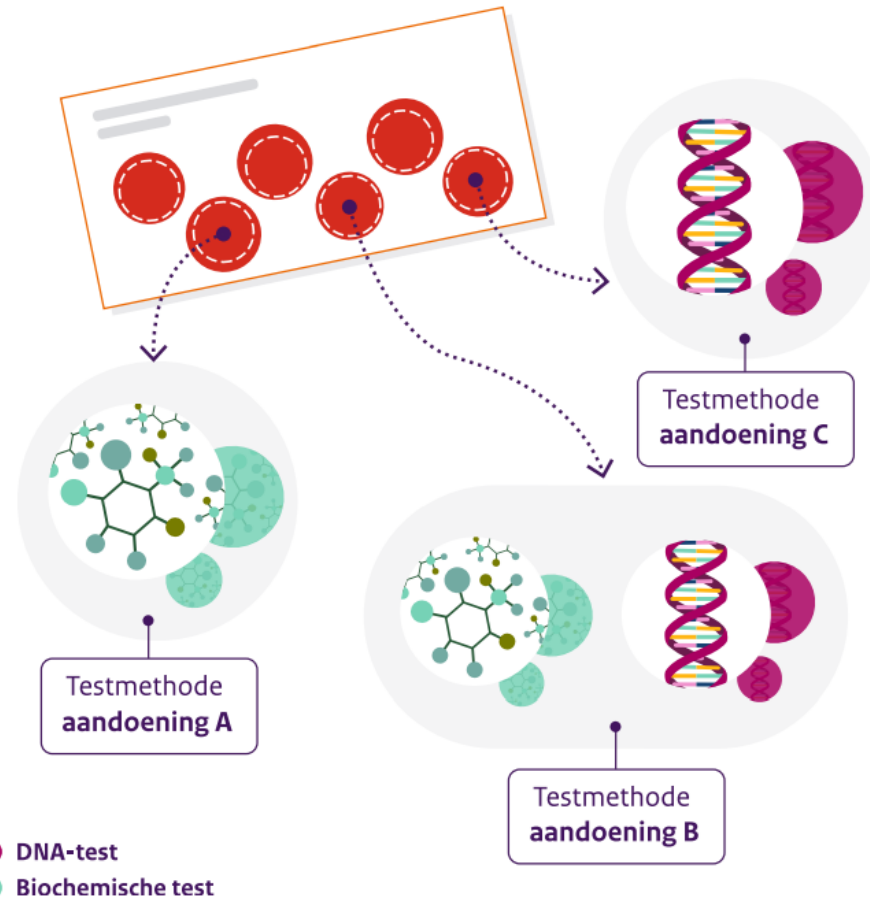 Testmethode
aandoening C
Testmethode
aandoening A
Testmethode
aandoening B
DNA-test
Biochemische test